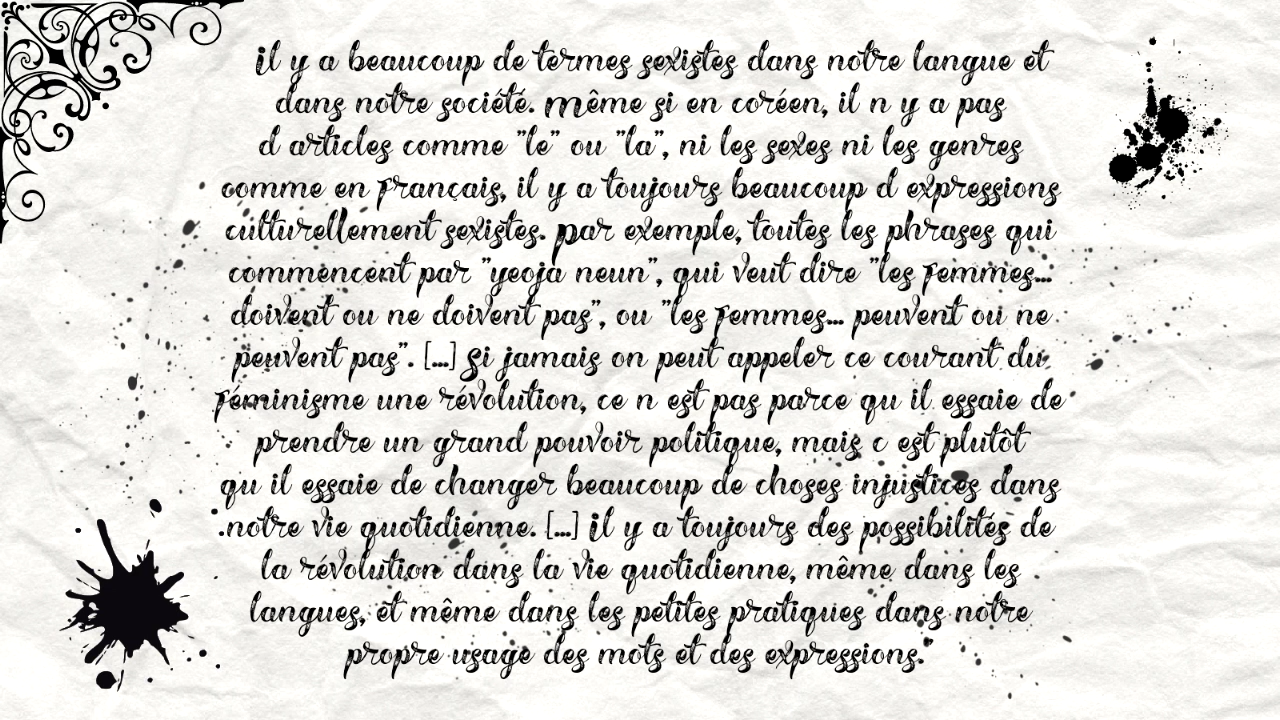 il y a beaucoup de termes sexistes dans notre langue et
dans notre société. Même si en coréen, il n y a pas
d articles comme "le" ou "la", ni les sexes ni les genres
comme en français, il y a toujours beaucoup d expressions
culturellement sexistes. Par exemple, toutes les phrases qui
commencent par "yeoja neun", qui veut dire "les femmes...
doivent ou ne doivent pas", ou "les femmes... peuvent ou ne
peuvent pas". [...] Si jamais on peut appeler ce courant du
féminisme une révolution, ce n est pas parce qu il essaie de
prendre un grand pouvoir politique, mais c est plutôt
qu il essaie de changer beaucoup de choses injustices dans
.notre vie quotidienne. [...] il y a toujours des possibilités de
la révolution dans la vie quotidienne, même dans les
langues, et même dans les petites pratiques dans notre
propre usage des mots et des expressions."